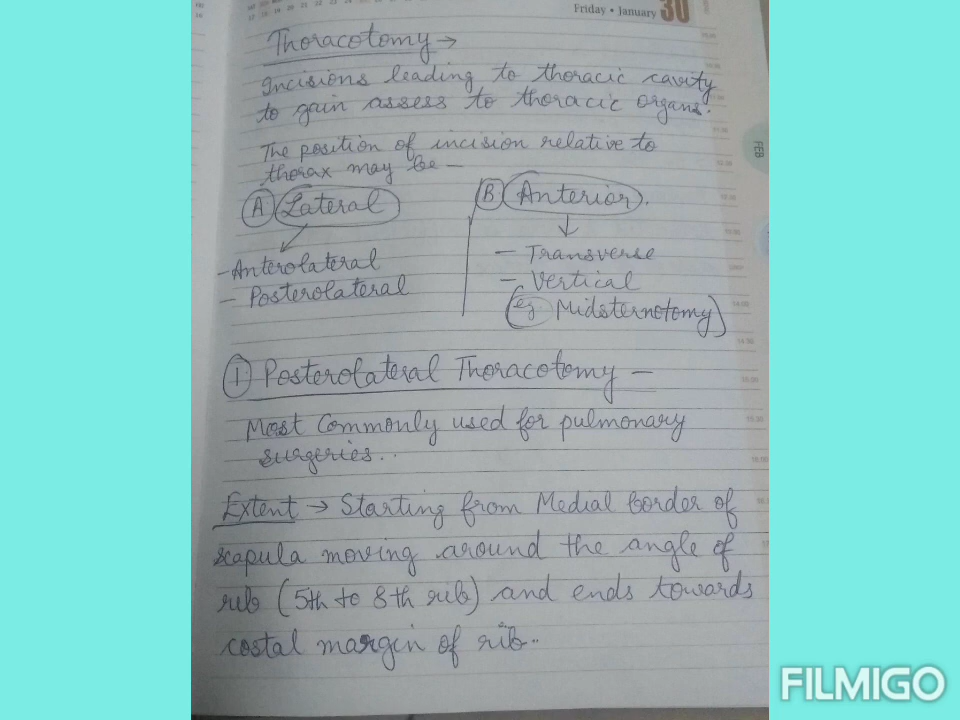 Friday • January 30
Thoracotomy →
Incisions leading to thoracic cavity
to gain assess to thoracic organs.
The position of incision relative to
thorax may be –
A Lateral
B Anterior.
- Anterolateral
- Posterolateral
- Transverse
- Vertical
(eg. Midsternotomy)
1 Posterolateral Thoracotomy –
Most Commonly used for pulmonary
surgeries..
Extent → Starting from Medial border of
scapula moving around the angle of
rib (5th to 8th rib) and ends towards
costal margin of rib..
FEB
FILMIGO